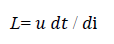 L= u dt / di